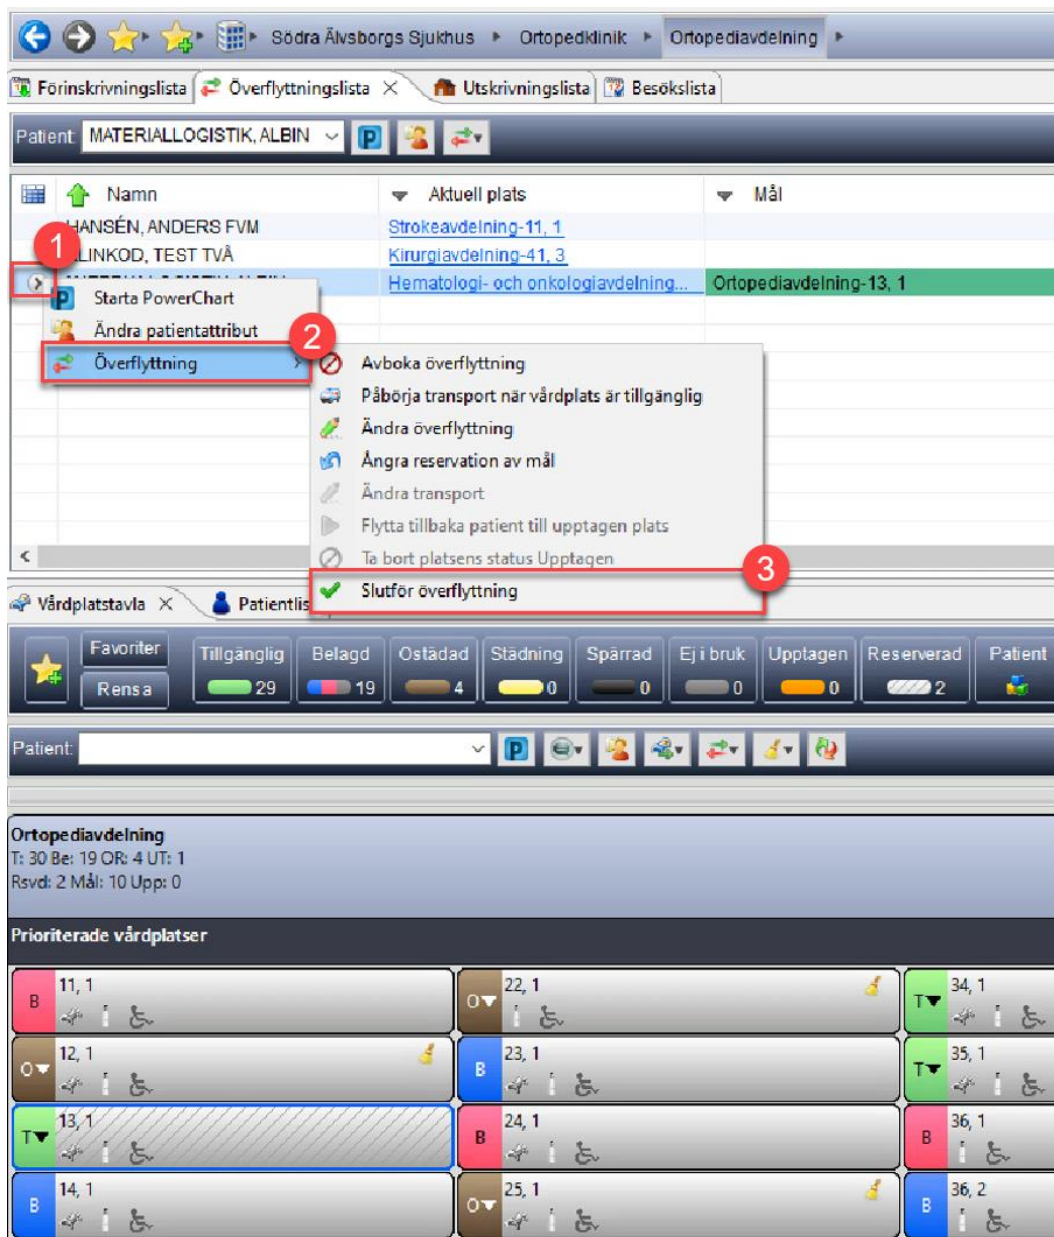 Södra Älvsborgs Sjukhus Ortopedklinik Ortopediavdelning
Förinskrivningslista Överflyttningslista Utskrivningslista Besökslista
Patient: MATERIALLOGISTIK, ALBIN P
Namn Aktuell plats Mål
HANSÉN, ANDERS FVM Strokeavdelning-11, 1
1
LINKOD, TEST TVÅ Kirurgiavdelning-41, 3
Hematologi- och onkologiavdelning... Ortopediavdelning-13, 1
P Starta PowerChart
Ändra patientattribut
2
Överflyttning
Avboka överflyttning
Påbörja transport när vårdplats är tillgänglig
Ändra överflyttning
Ångra reservation av mål
Ändra transport
Flytta tillbaka patient till upptagen plats
Ta bort platsens status Upptagen
3
Slutför överflyttning
Vårdplatstavla Patientlis
Favoriter Tillgänglig Belagd Ostädad Städning Spärrad Ej i bruk Upptagen Reserverad Patient
Rensa 29 19 4 0 0 0 0 2
Patient: P
Ortopediavdelning
T: 30 Be: 19 OR: 4 UT: 1
Rsvd: 2 Mål: 10 Upp: 0
Prioriterade vårdplatser
B 11, 1 O 22, 1 T 34, 1
O 12, 1 B 23, 1 T 35, 1
T 13, 1 B 24, 1 B 36, 1
B 14, 1 O 25, 1 B 36, 2